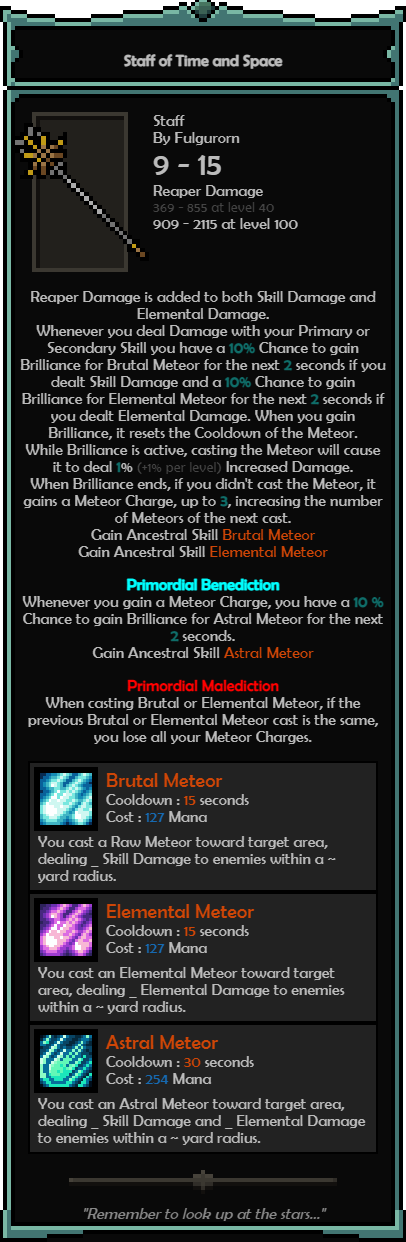 Staff of Time and Space
Staff
By Fulgurorn
9 - 15
Reaper Damage
369 - 855 at level 40
909 - 2115 at level 100
Reaper Damage is added to both Skill Damage and
Elemental Damage.
Whenever you deal Damage with your Primary or
Secondary Skill you have a 10% Chance to gain
Brilliance for Brutal Meteor for the next 2 seconds if you
dealt Skill Damage and a 10% Chance to gain
Brilliance for Elemental Meteor for the next 2 seconds if
you dealt Elemental Damage. When you gain
Brilliance, it resets the Cooldown of the Meteor.
While Brilliance is active, casting the Meteor will cause
it to deal 1% (+1% per level) Increased Damage.
When Brilliance ends, if you didn't cast the Meteor, it
gains a Meteor Charge, up to 3, increasing the number
of Meteors of the next cast.
Gain Ancestral Skill Brutal Meteor
Gain Ancestral Skill Elemental Meteor
Primordial Benediction
Whenever you gain a Meteor Charge, you have a 10 %
Chance to gain Brilliance for Astral Meteor for the next
2 seconds.
Gain Ancestral Skill Astral Meteor
Primordial Malediction
When casting Brutal or Elemental Meteor, if the
previous Brutal or Elemental Meteor cast is the same,
you lose all your Meteor Charges.
Brutal Meteor
Cooldown : 15 seconds
Cost : 127 Mana
You cast a Raw Meteor toward target area,
dealing _ Skill Damage to enemies within a ~
yard radius.
Elemental Meteor
Cooldown : 15 seconds
Cost : 127 Mana
You cast an Elemental Meteor toward target
area, dealing _ Elemental Damage to enemies
within a ~ yard radius.
Astral Meteor
Cooldown : 30 seconds
Cost : 254 Mana
You cast an Astral Meteor toward target area,
dealing _ Skill Damage and _ Elemental Damage
to enemies within a ~ yard radius.
"Remember to look up at the stars..."